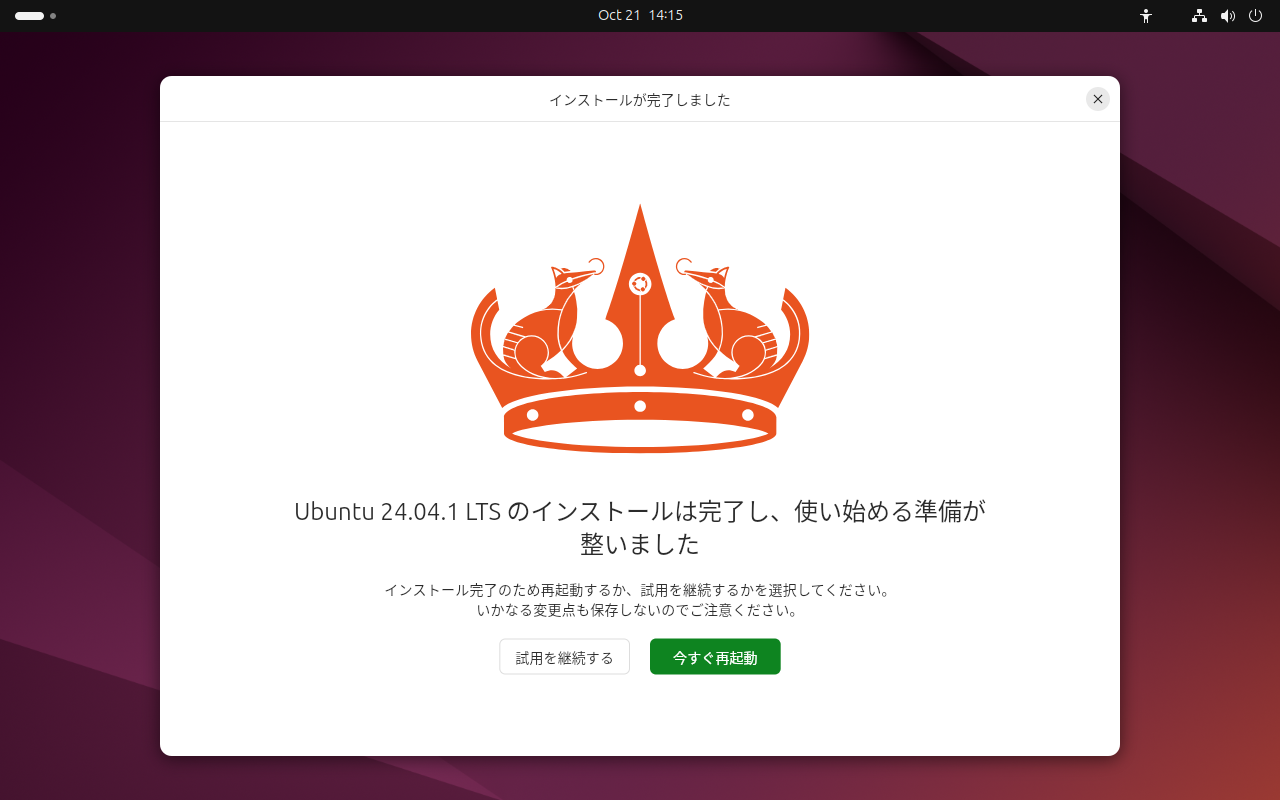 Oct 21 14:15
インストールが完了しました
Ubuntu 24.04.1 LTS のインストールは完了し、使い始める準備が
整いました
インストール完了のため再起動するか、試用を継続するかを選択してください。
いかなる変更点も保存しないのでご注意ください。
試用を継続する
今すぐ再起動